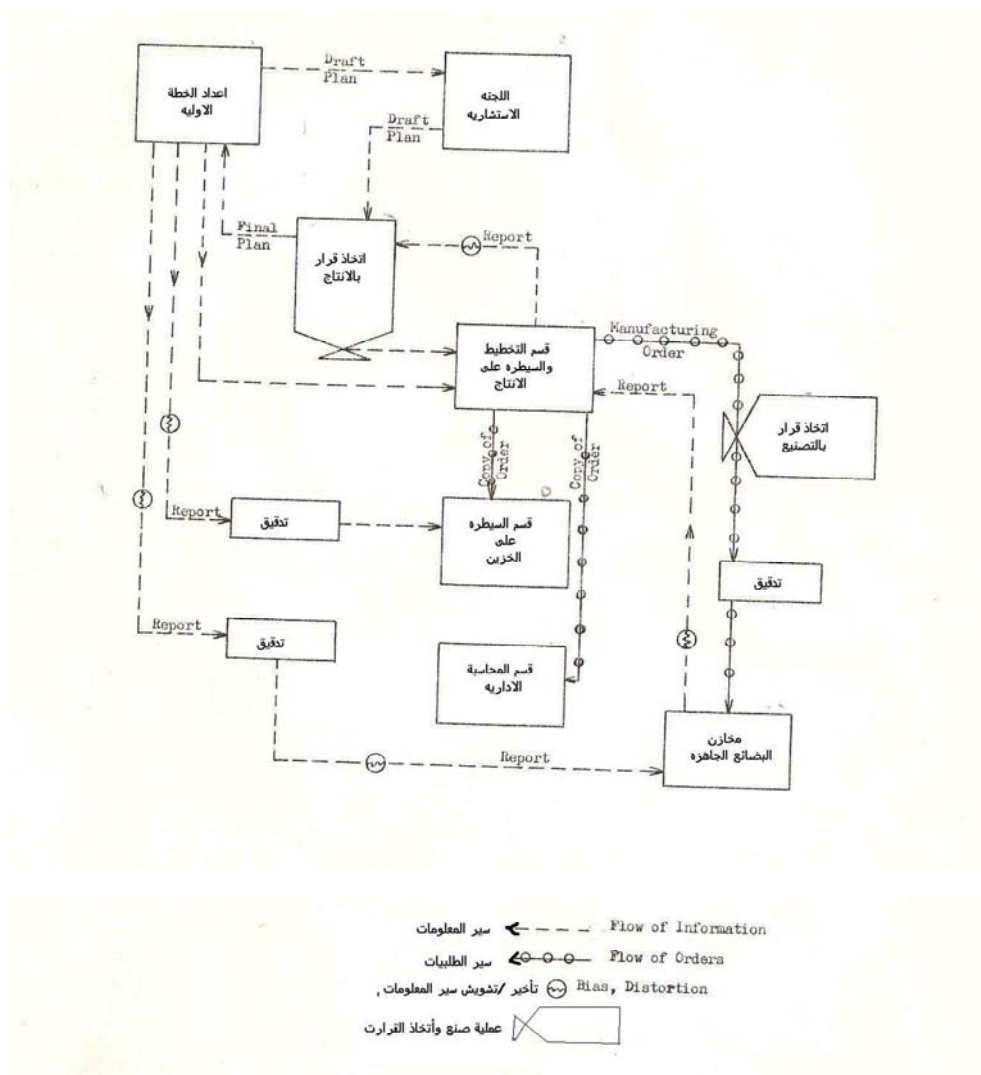 Draft
Plan
اعداد الخطة
الاوليه
اللجنه
الاستشاريه
Draft
Plan
Final
Plan
اتخاذ قرار
بالانتاج
Report
Manufacturing
Order
قسم التخطيط
والسيطره على
الانتاج
Report
اتخاذ قرار
بالتصنيع
Copy of
Order
Copy of
Order
Report
تدقيق
قسم السيطره
على
الخزين
تدقيق
Report
تدقيق
قسم المحاسبة
الاداريه
مخازن
البضائع الجاهزه
Report
سير المعلومات Flow of Information
سير الطلبيات Flow of Orders
تأخير /تشويش سير المعلومات , Bias, Distortion
عملية صنع وأتخاذ القرارت